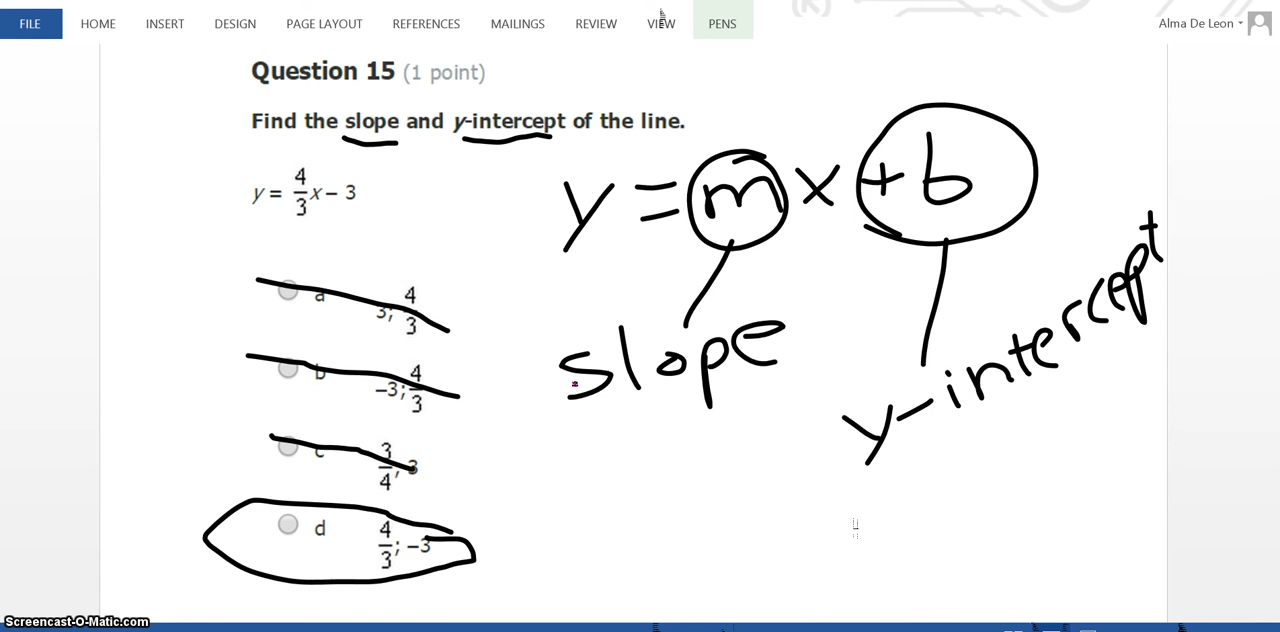 FILE HOME INSERT DESIGN PAGE LAYOUT REFERENCES MAILINGS REVIEW VIEW PENS Alma De Leon
Question 15 (1 point)
Find the slope and y-intercept of the line.
y = 4/3 x − 3
y = mx + b
slope
y-intercept
a 3; 4/3
b −3; 4/3
c 3/4, 3
d 4/3; −3
Screencast-O-Matic.com